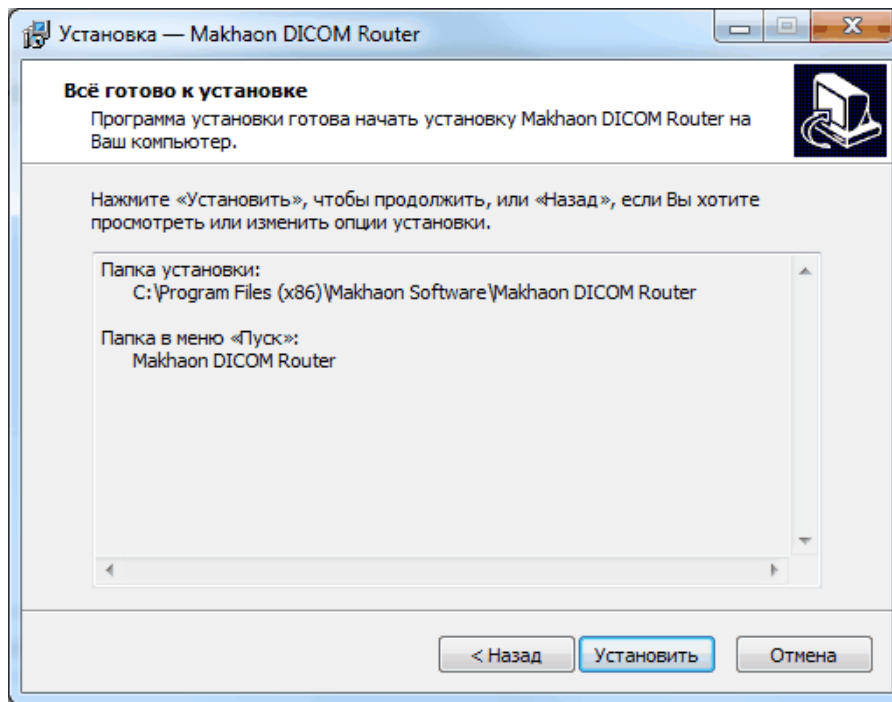 Установка — Makhaon DICOM Router
Всё готово к установке
Программа установки готова начать установку Makhaon DICOM Router на
Ваш компьютер.
Нажмите «Установить», чтобы продолжить, или «Назад», если Вы хотите
просмотреть или изменить опции установки.
Папка установки:
C:\Program Files (x86)\Makhaon Software\Makhaon DICOM Router
Папка в меню «Пуск»:
Makhaon DICOM Router
< Назад
Установить
Отмена